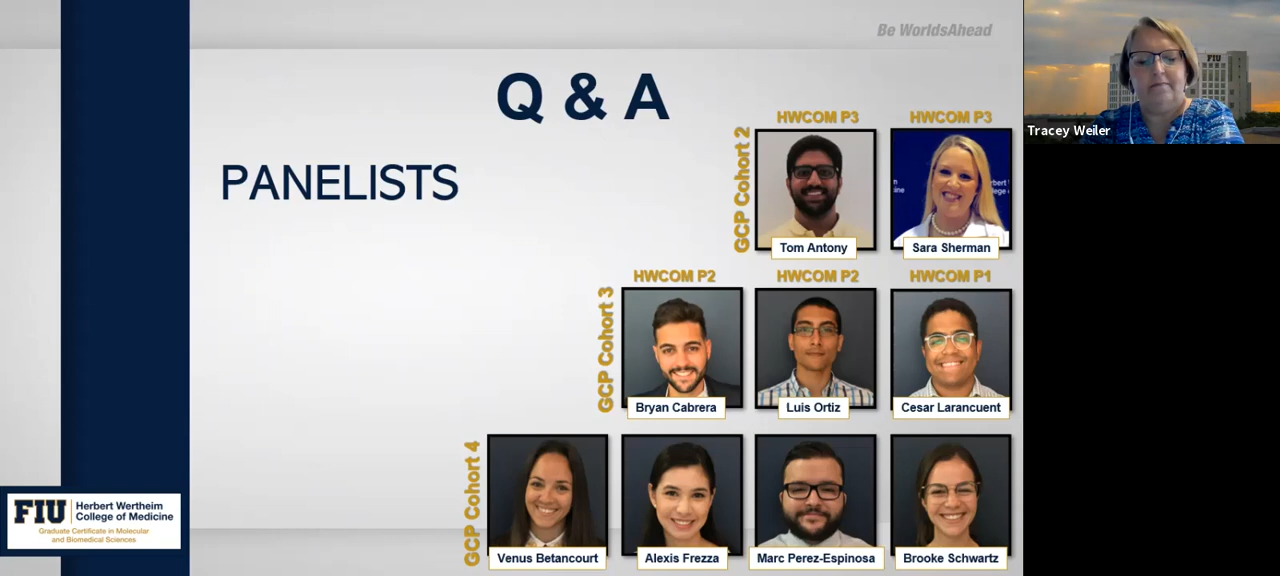 Be WorldsAhead
Q & A
PANELISTS
GCP Cohort 2
HWCOM P3
HWCOM P3
Tom Antony
Sara Sherman
GCP Cohort 3
HWCOM P2
HWCOM P2
HWCOM P1
Bryan Cabrera
Luis Ortiz
Cesar Larancuent
GCP Cohort 4
Venus Betancourt
Alexis Frezza
Marc Perez-Espinosa
Brooke Schwartz
FIU
Herbert Wertheim
College of Medicine
Graduate Certificate in Molecular
and Biomedical Sciences
FIU
Tracey Weiler